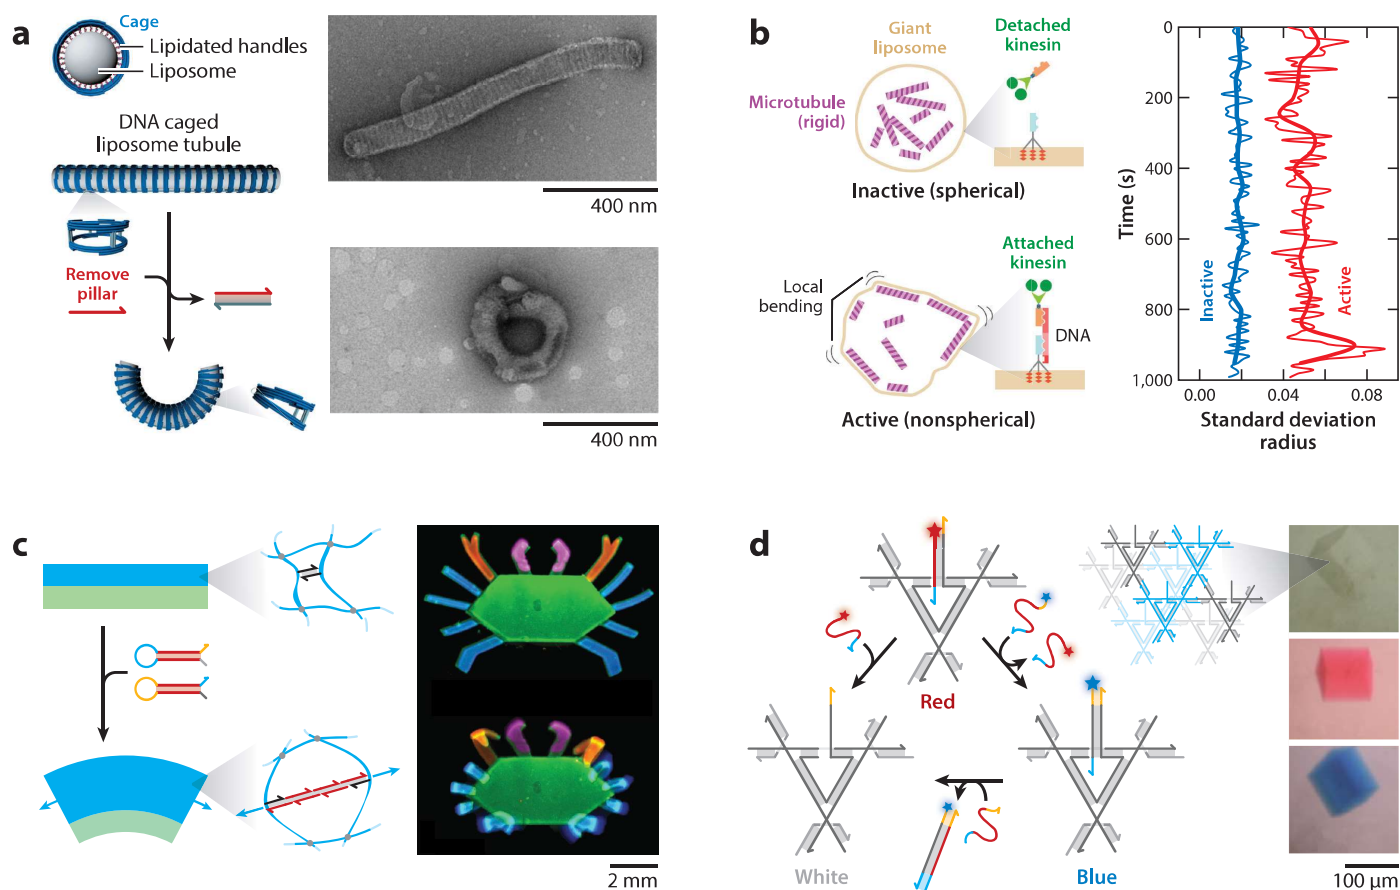 a
Cage
Lipidated handles
Liposome
DNA caged
liposome tubule
Remove
pillar
400 nm
400 nm
b
Giant
liposome
Detached
kinesin
Microtubule
(rigid)
Inactive (spherical)
Attached
kinesin
Local
bending
DNA
Active (nonspherical)
0
200
400
600
800
1,000
Time (s)
Inactive
Active
0.00
0.04
0.08
Standard deviation
radius
c
2 mm
d
Red
White
Blue
100 µm